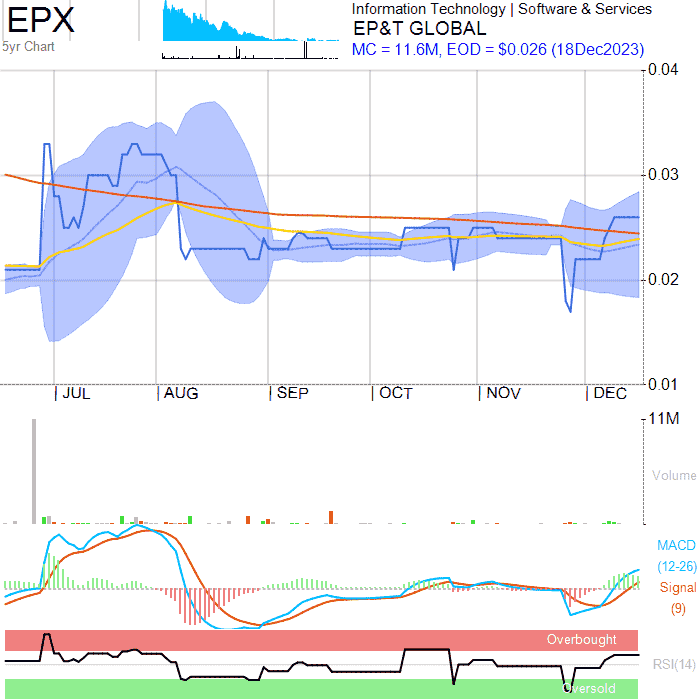 EPX
5yr Chart
Information Technology | Software & Services
EP&T GLOBAL
MC = 11.6M, EOD = $0.026 (18Dec2023)
0.04
0.03
0.02
0.01
| JUL | AUG | SEP | OCT | NOV | DEC
11M
Volume
MACD
(12-26)
Signal
(9)
Overbought
RSI(14)
Oversold